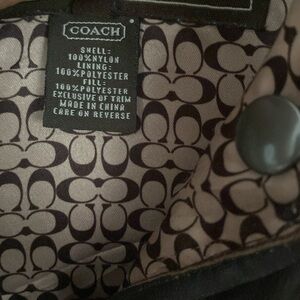 COACH
SHELL:
100%NYLON
LINING:
100%POLYESTER
FILL:
100%POLYESTER
EXCLUSIVE OF TRIM
MADE IN CHINA
CARE ON REVERSE